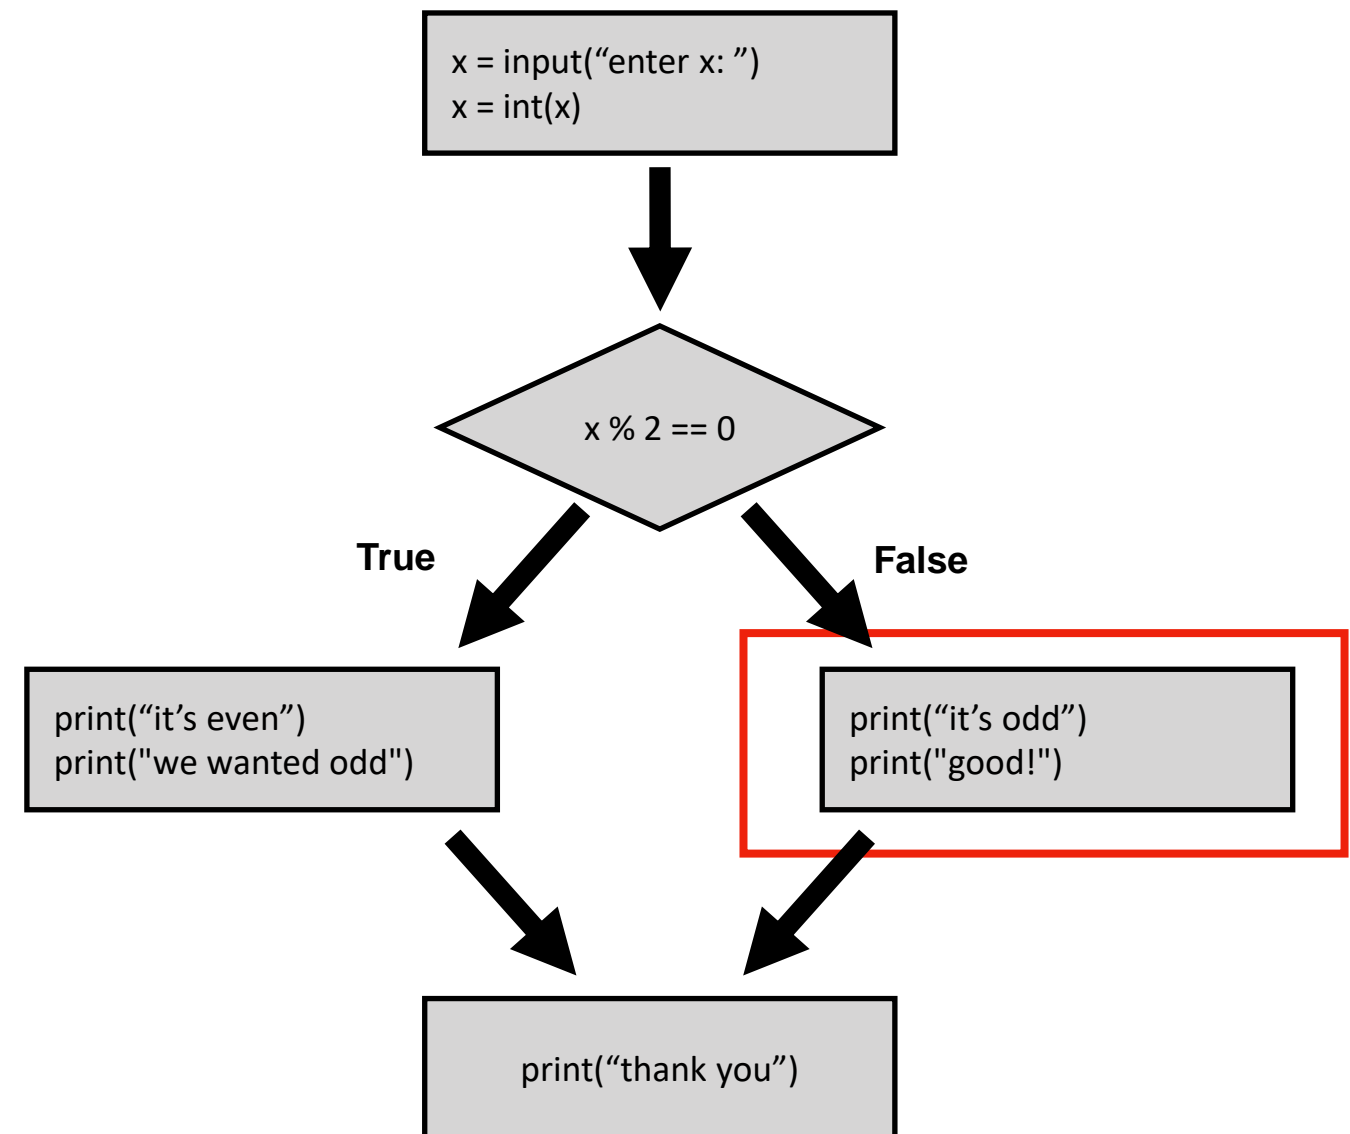 x = input(“enter x: ”)
x = int(x)
x % 2 == 0
True
False
print(“it’s even”)
print("we wanted odd")
print(“it’s odd”)
print("good!")
print(“thank you”)